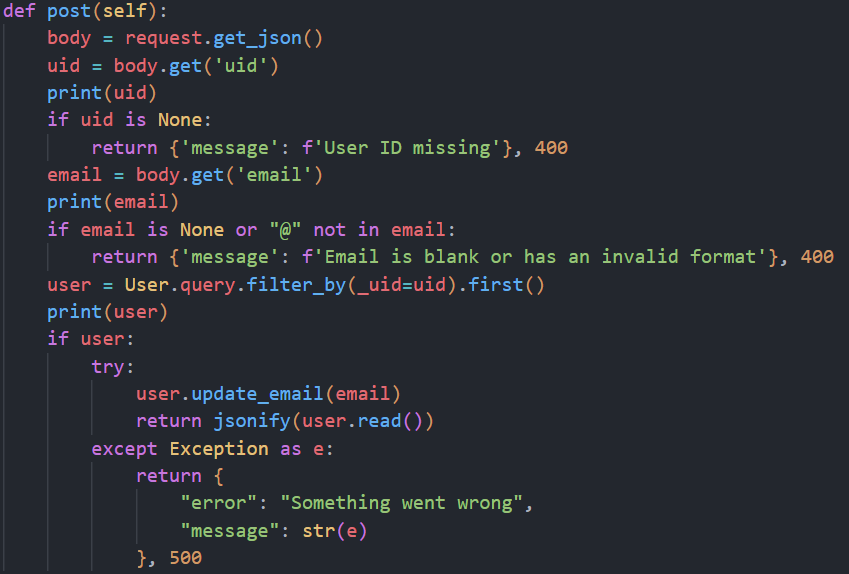 def post(self):
    body = request.get_json()
    uid = body.get('uid')
    print(uid)
    if uid is None:
        return {'message': f'User ID missing'}, 400
    email = body.get('email')
    print(email)
    if email is None or "@" not in email:
        return {'message': f'Email is blank or has an invalid format'}, 400
    user = User.query.filter_by(_uid=uid).first()
    print(user)
    if user:
        try:
            user.update_email(email)
            return jsonify(user.read())
        except Exception as e:
            return {
                "error": "Something went wrong",
                "message": str(e)
            }, 500